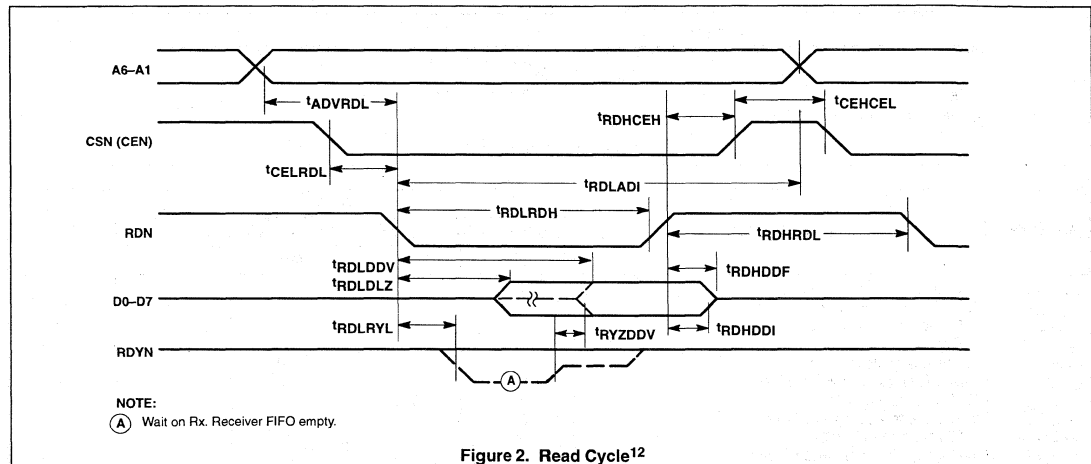 A6–A1
tADVRDL
tRDHCEH
tCEHCEL
CSN (CEN)
tCELRDL
tRDLADI
tRDLRDH
RDN
tRDHRDL
tRDLDDV
tRDHDDF
tRDLDLZ
D0–D7
tRDLRYL
tRYZDDV
tRDHDDI
RDYN
A
NOTE:
A Wait on Rx. Receiver FIFO empty.
Figure 2. Read Cycle12